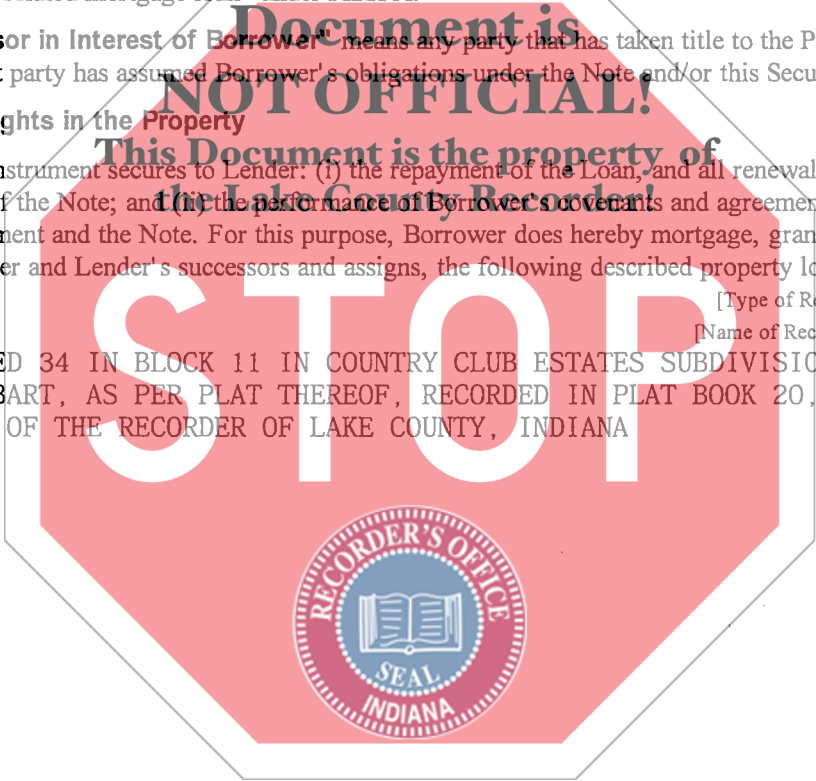 Document is
sor in Interest of Borrower" means any party that has taken title to the P
t party has assumed Borrower's obligations under the Note and/or this Secu
NOT OFFICIAL!
ghts in the Property
This Document is the property of
nstrument secures to Lender: (i) the repayment of the Loan, and all renewal
f the Note; and (ii) the performance of Borrower's covenants and agreemen
the Lake County Recorder!
ment and the Note. For this purpose, Borrower does hereby mortgage, gran
er and Lender's successors and assigns, the following described property lo
[Type of Re
[Name of Rec
STOP
ED 34 IN BLOCK 11 IN COUNTRY CLUB ESTATES SUBDIVISIO
BART, AS PER PLAT THEREOF, RECORDED IN PLAT BOOK 20,
OF THE RECORDER OF LAKE COUNTY, INDIANA
RECORDER'S OFFICE
SEAL
INDIANA